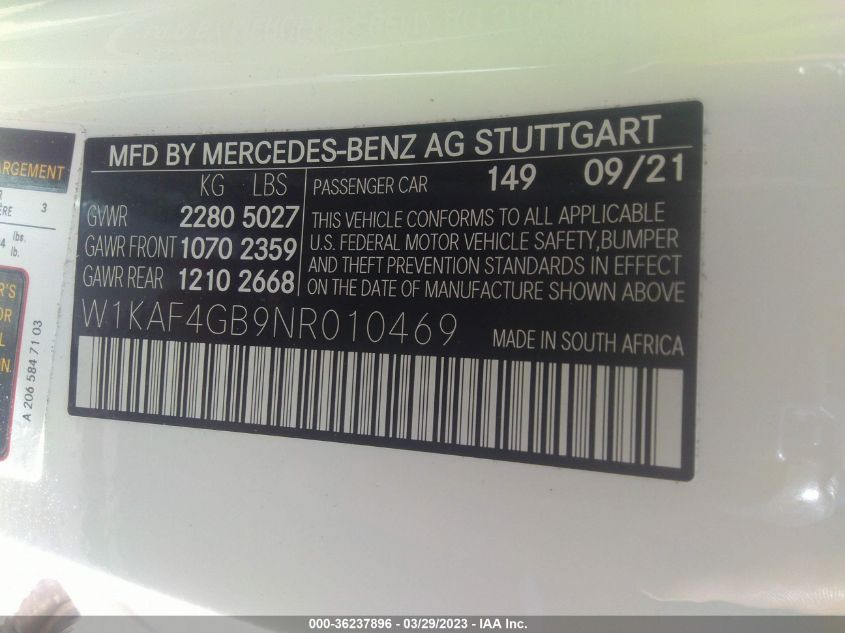 MFD BY MERCEDES-BENZ AG STUTTGART
KG LBS
GVWR 2280 5027
GAWR FRONT 1070 2359
GAWR REAR 1210 2668
PASSENGER CAR 149 09/21
THIS VEHICLE CONFORMS TO ALL APPLICABLE
U.S. FEDERAL MOTOR VEHICLE SAFETY,BUMPER
AND THEFT PREVENTION STANDARDS IN EFFECT
ON THE DATE OF MANUFACTURE SHOWN ABOVE
W1KAF4GB9NR010469
MADE IN SOUTH AFRICA
3
lbs.
lb.
A 206 584 71 03
000-36237896 - 03/29/2023 - IAA Inc.